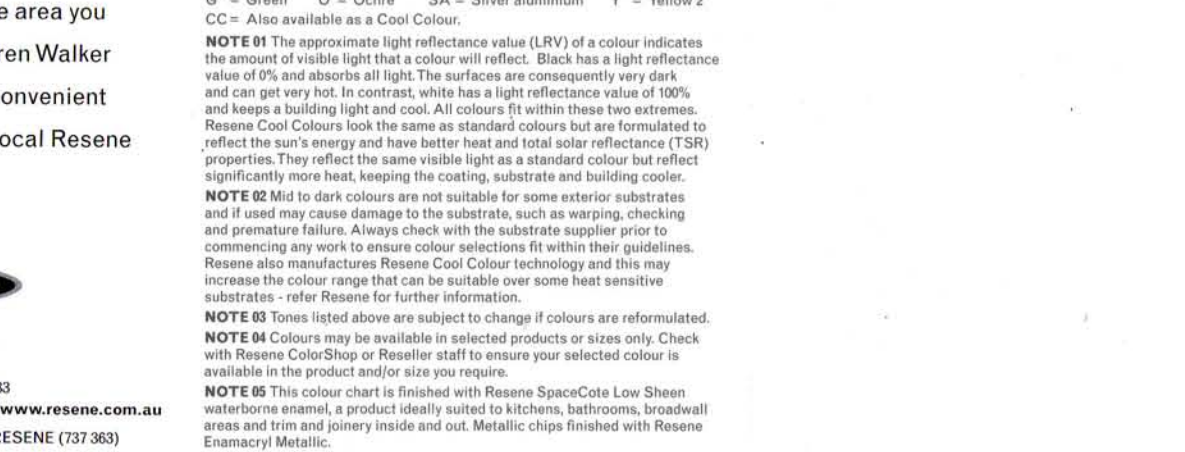 e area you
ren Walker
onvenient
ocal Resene
33
www.resene.com.au
ESENE (737 363)
G = Green O = Ochre SA = Silver aluminium Y = Yellow 2
CC = Also available as a Cool Colour.
NOTE 01 The approximate light reflectance value (LRV) of a colour indicates
the amount of visible light that a colour will reflect. Black has a light reflectance
value of 0% and absorbs all light. The surfaces are consequently very dark
and can get very hot. In contrast, white has a light reflectance value of 100%
and keeps a building light and cool. All colours fit within these two extremes.
Resene Cool Colours look the same as standard colours but are formulated to
reflect the sun's energy and have better heat and total solar reflectance (TSR)
properties. They reflect the same visible light as a standard colour but reflect
significantly more heat, keeping the coating, substrate and building cooler.
NOTE 02 Mid to dark colours are not suitable for some exterior substrates
and if used may cause damage to the substrate, such as warping, checking
and premature failure. Always check with the substrate supplier prior to
commencing any work to ensure colour selections fit within their guidelines.
Resene also manufactures Resene Cool Colour technology and this may
increase the colour range that can be suitable over some heat sensitive
substrates - refer Resene for further information.
NOTE 03 Tones listed above are subject to change if colours are reformulated.
NOTE 04 Colours may be available in selected products or sizes only. Check
with Resene ColorShop or Reseller staff to ensure your selected colour is
available in the product and/or size you require.
NOTE 05 This colour chart is finished with Resene SpaceCote Low Sheen
waterborne enamel, a product ideally suited to kitchens, bathrooms, broadwall
areas and trim and joinery inside and out. Metallic chips finished with Resene
Enamacryl Metallic.